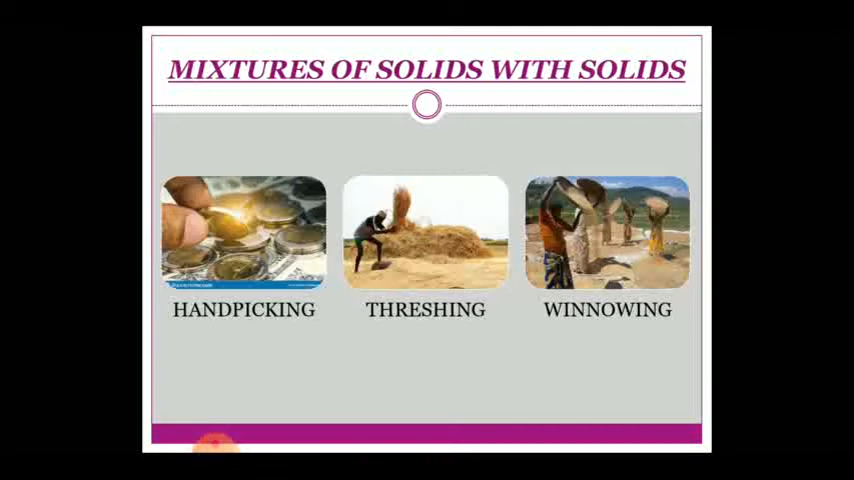 MIXTURES OF SOLIDS WITH SOLIDS
HANDPICKING
THRESHING
WINNOWING